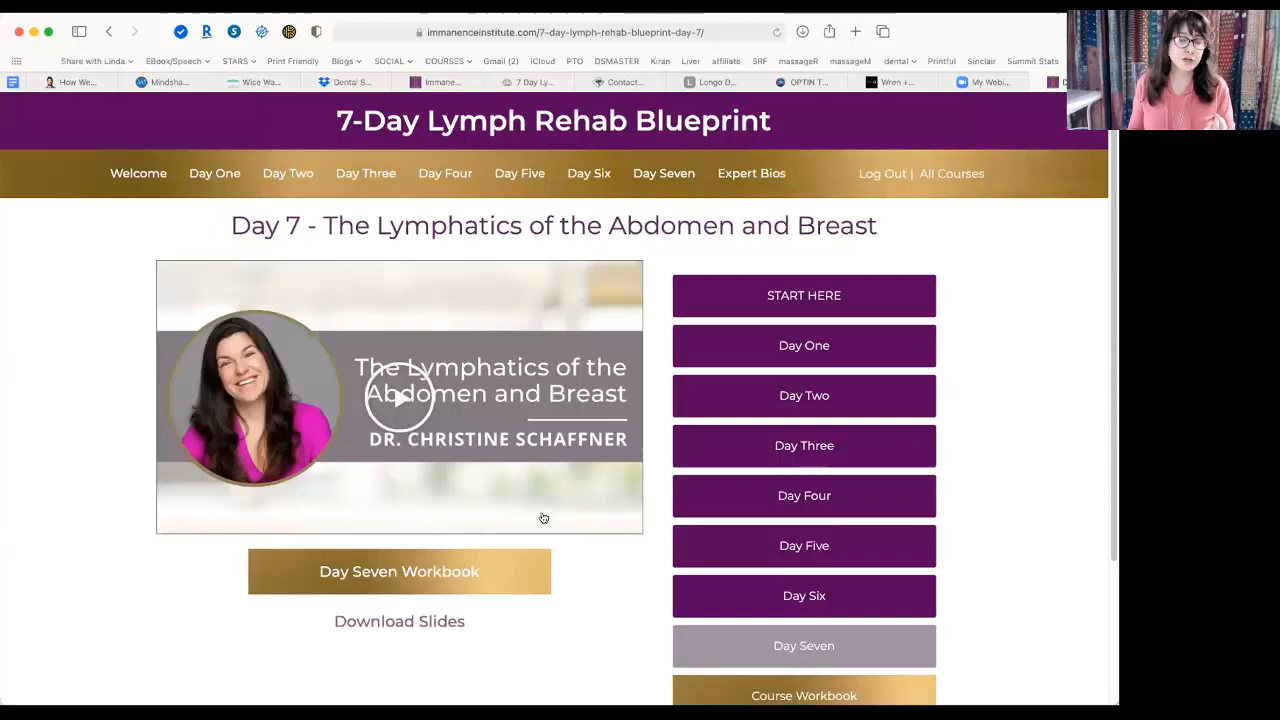 immanenceinstitute.com/7-day-lymph-rehab-blueprint-day-7/
Share with Linda EBook/Speech STARS Print Friendly Blogs SOCIAL COURSES Gmail (2) iCloud PTO DSMASTER Kiran Liver affiliate SRF massageR massageM dental Printful Sinclair Summit Stats
How We... Mindsha... Wise Wa... Dental S... Immane... 7 Day Ly... Contact... Longo D... OPTIN T... Wren +... My Webi...
7-Day Lymph Rehab Blueprint
Welcome Day One Day Two Day Three Day Four Day Five Day Six Day Seven Expert Bios Log Out | All Courses
Day 7 - The Lymphatics of the Abdomen and Breast
The Lymphatics of the
Abdomen and Breast
DR. CHRISTINE SCHAFFNER
Day Seven Workbook
Download Slides
START HERE
Day One
Day Two
Day Three
Day Four
Day Five
Day Six
Day Seven
Course Workbook